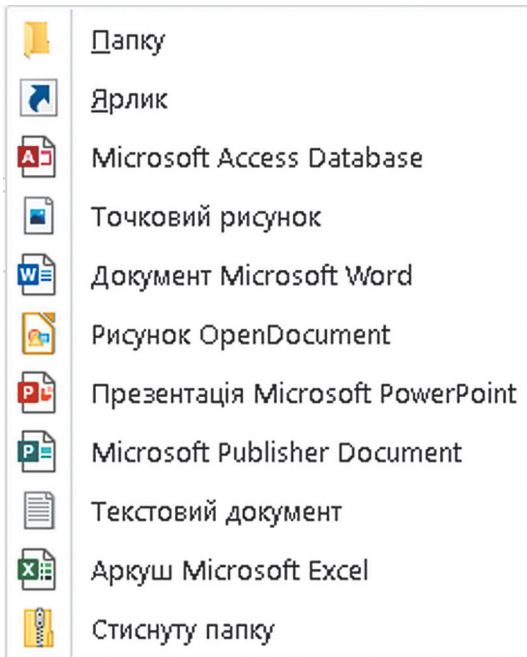 Папку
Ярлик
Microsoft Access Database
Точковий рисунок
Документ Microsoft Word
Рисунок OpenDocument
Презентація Microsoft PowerPoint
Microsoft Publisher Document
Текстовий документ
Аркуш Microsoft Excel
Стиснуту папку